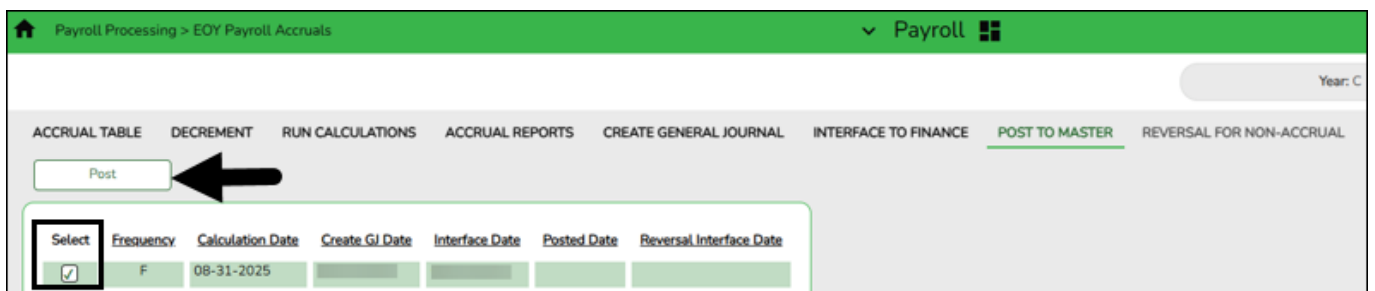 Payroll Processing > EOY Payroll Accruals
Payroll
Year: C
ACCRUAL TABLE DECREMENT RUN CALCULATIONS ACCRUAL REPORTS CREATE GENERAL JOURNAL INTERFACE TO FINANCE POST TO MASTER REVERSAL FOR NON-ACCRUAL
Post
Select Frequency Calculation Date Create GJ Date Interface Date Posted Date Reversal Interface Date
F 08-31-2025